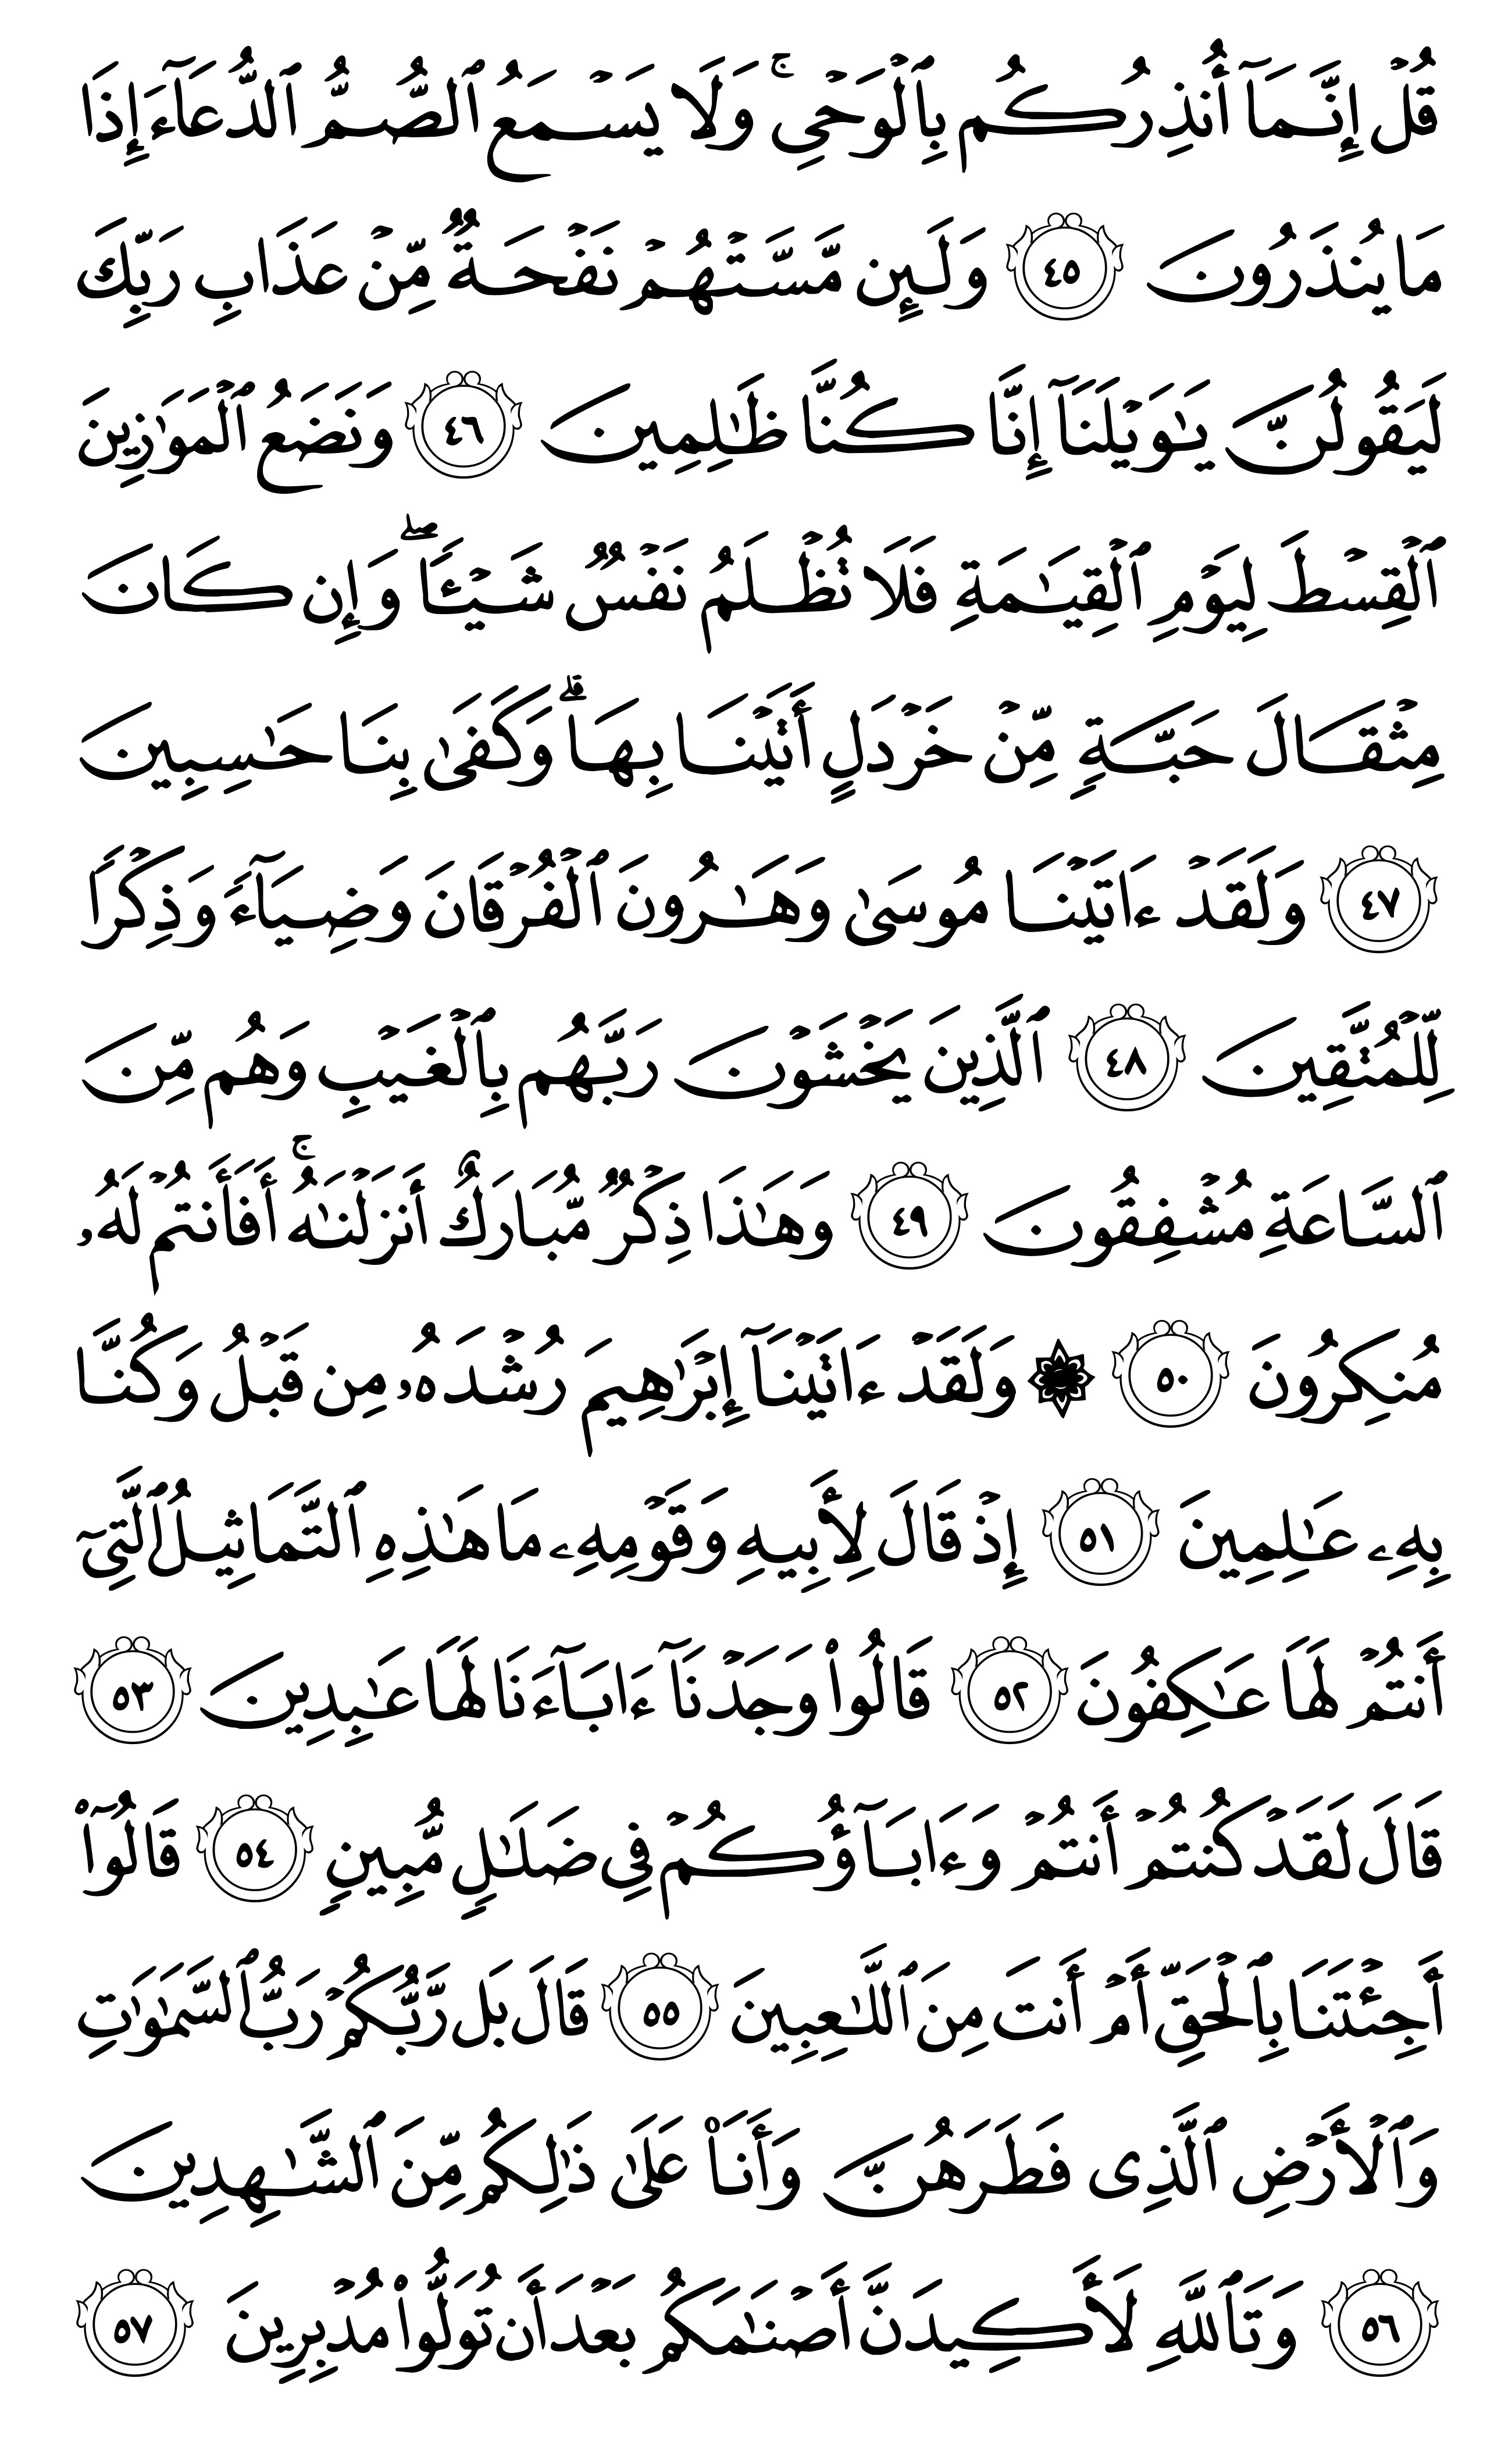 قُلۡ إِنَّمَآ أُنذِرُكُم بِٱلۡوَحۡيِۚ وَلَا يَسۡمَعُ ٱلصُّمُّ ٱلدُّعَآءَ إِذَا
مَا يُنذَرُونَ ٤٥ وَلَئِن مَّسَّتۡهُمۡ نَفۡحَةٞ مِّنۡ عَذَابِ رَبِّكَ
لَيَقُولُنَّ يَٰوَيۡلَنَآ إِنَّا كُنَّا ظَٰلِمِينَ ٤٦ وَنَضَعُ ٱلۡمَوَٰزِينَ
ٱلۡقِسۡطَ لِيَوۡمِ ٱلۡقِيَٰمَةِ فَلَا تُظۡلَمُ نَفۡسٞ شَيۡـٔٗاۖ وَإِن كَانَ
مِثۡقَالَ حَبَّةٖ مِّنۡ خَرۡدَلٍ أَتَيۡنَا بِهَاۗ وَكَفَىٰ بِنَا حَٰسِبِينَ
٤٧ وَلَقَدۡ ءَاتَيۡنَا مُوسَىٰ وَهَٰرُونَ ٱلۡفُرۡقَانَ وَضِيَآءٗ وَذِكۡرٗا
لِّلۡمُتَّقِينَ ٤٨ ٱلَّذِينَ يَخۡشَوۡنَ رَبَّهُم بِٱلۡغَيۡبِ وَهُم مِّنَ
ٱلسَّاعَةِ مُشۡفِقُونَ ٤٩ وَهَٰذَا ذِكۡرٞ مُّبَارَكٌ أَنزَلۡنَٰهُۚ أَفَأَنتُمۡ لَهُۥ
مُنكِرُونَ ٥٠ ۞ وَلَقَدۡ ءَاتَيۡنَآ إِبۡرَٰهِيمَ رُشۡدَهُۥ مِن قَبۡلُ وَكُنَّا
بِهِۦ عَٰلِمِينَ ٥١ إِذۡ قَالَ لِأَبِيهِ وَقَوۡمِهِۦ مَا هَٰذِهِ ٱلتَّمَاثِيلُ ٱلَّتِيٓ
أَنتُمۡ لَهَا عَٰكِفُونَ ٥٢ قَالُواْ وَجَدۡنَآ ءَابَآءَنَا لَهَا عَٰبِدِينَ ٥٣
قَالَ لَقَدۡ كُنتُمۡ أَنتُمۡ وَءَابَآؤُكُمۡ فِي ضَلَٰلٖ مُّبِينٖ ٥٤ قَالُوٓاْ
أَجِئۡتَنَا بِٱلۡحَقِّ أَمۡ أَنتَ مِنَ ٱللَّٰعِبِينَ ٥٥ قَالَ بَل رَّبُّكُمۡ رَبُّ ٱلسَّمَٰوَٰتِ
وَٱلۡأَرۡضِ ٱلَّذِي فَطَرَهُنَّ وَأَنَا۠ عَلَىٰ ذَٰلِكُم مِّنَ ٱلشَّٰهِدِينَ
٥٦ وَتَٱللَّهِ لَأَكِيدَنَّ أَصۡنَٰمَكُم بَعۡدَ أَن تُوَلُّواْ مُدۡبِرِينَ ٥٧